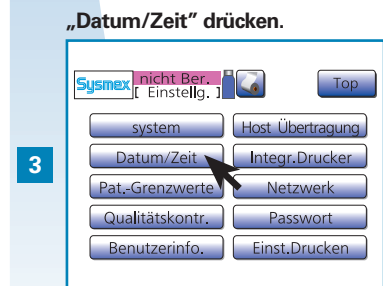 „Datum/Zeit” drücken.
Sysmex nicht Ber.
[ Einstellg. ]
Top
system Host Übertragung
3 Datum/Zeit Integr.Drucker
Pat.-Grenzwerte Netzwerk
Qualitätskontr. Passwort
Benutzerinfo. Einst.Drucken